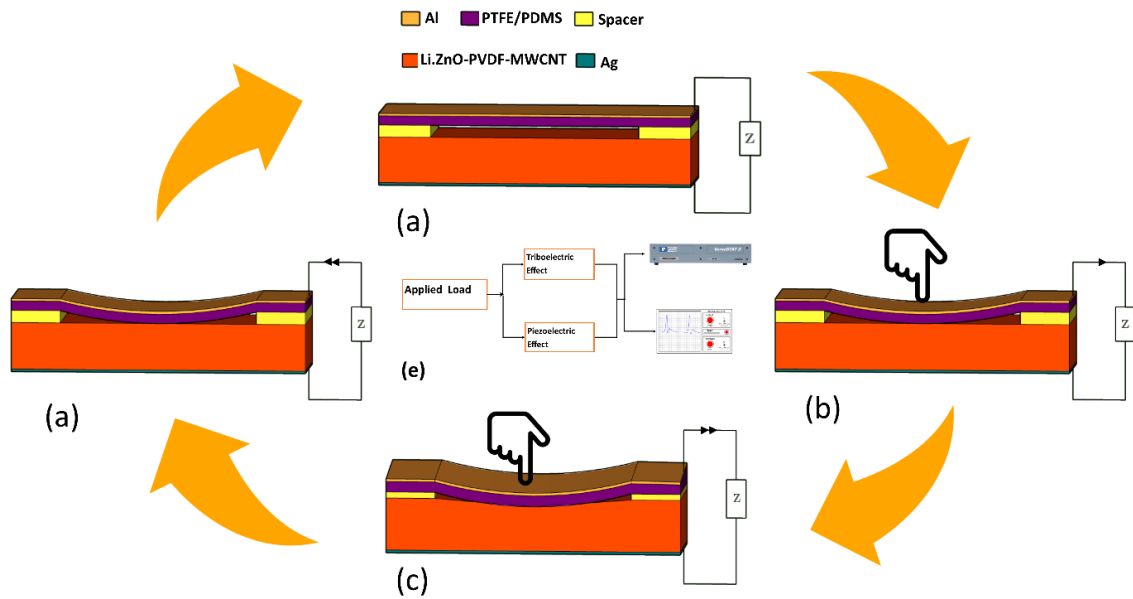 Al
PTFE/PDMS
Spacer
Li.ZnO-PVDF-MWCNT
Ag
Z
(a)
Triboelectric
Effect
Applied Load
Piezoelectric
Effect
(e)
Z
(a)
Z
(b)
Z
(c)